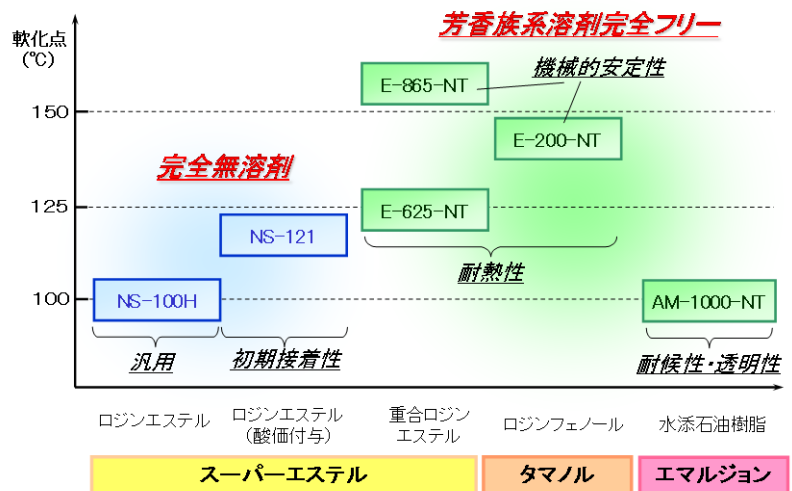 芳香族系溶剤完全フリー
軟化点
(℃)
機械的安定性
E-865-NT
150
E-200-NT
完全無溶剤
125
E-625-NT
NS-121
耐熱性
100
NS-100H
AM-1000-NT
汎用
初期接着性
耐候性・透明性
ロジンエステル
ロジンエステル
(酸価付与)
重合ロジン
エステル
ロジンフェノール
水添石油樹脂
スーパーエステル
タマノル
エマルジョン